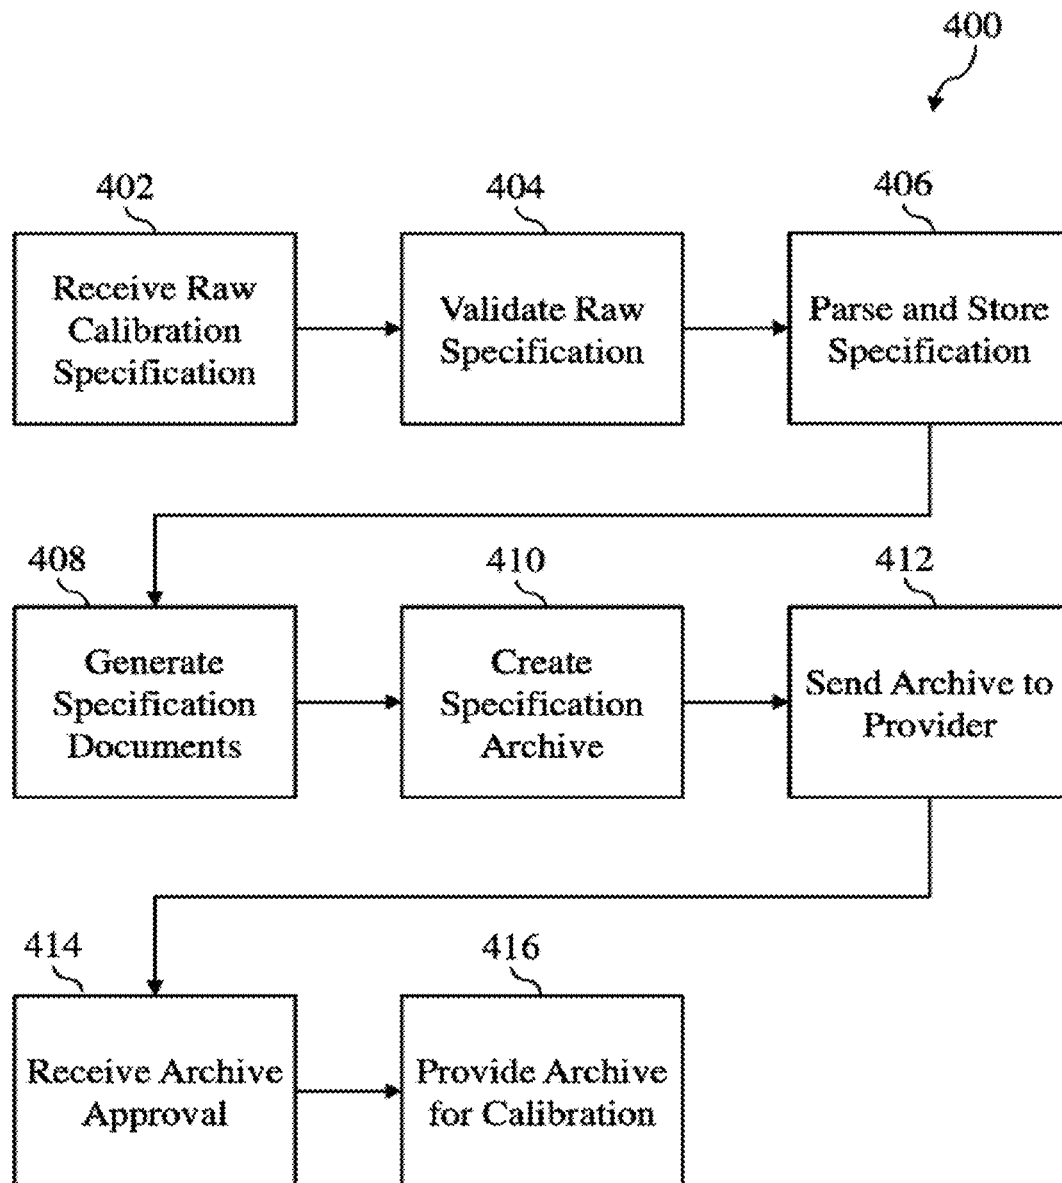 400
402
Receive Raw
Calibration
Specification
404
Validate Raw
Specification
406
Parse and Store
Specification
408
Generate
Specification
Documents
410
Create
Specification
Archive
412
Send Archive to
Provider
414
Receive Archive
Approval
416
Provide Archive
for Calibration